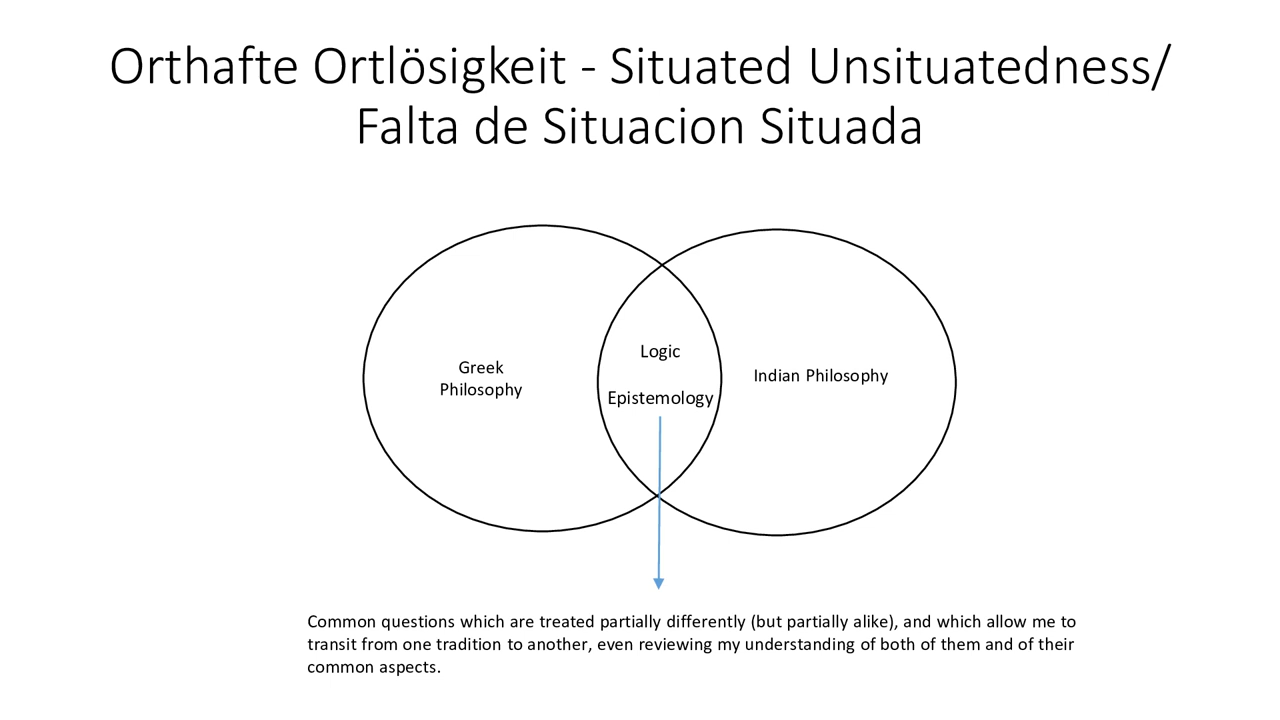 Orthafte Ortlösigkeit - Situated Unsituatedness/
Falta de Situacion Situada
Greek
Philosophy
Logic
Epistemology
Indian Philosophy
Common questions which are treated partially differently (but partially alike), and which allow me to
transit from one tradition to another, even reviewing my understanding of both of them and of their
common aspects.